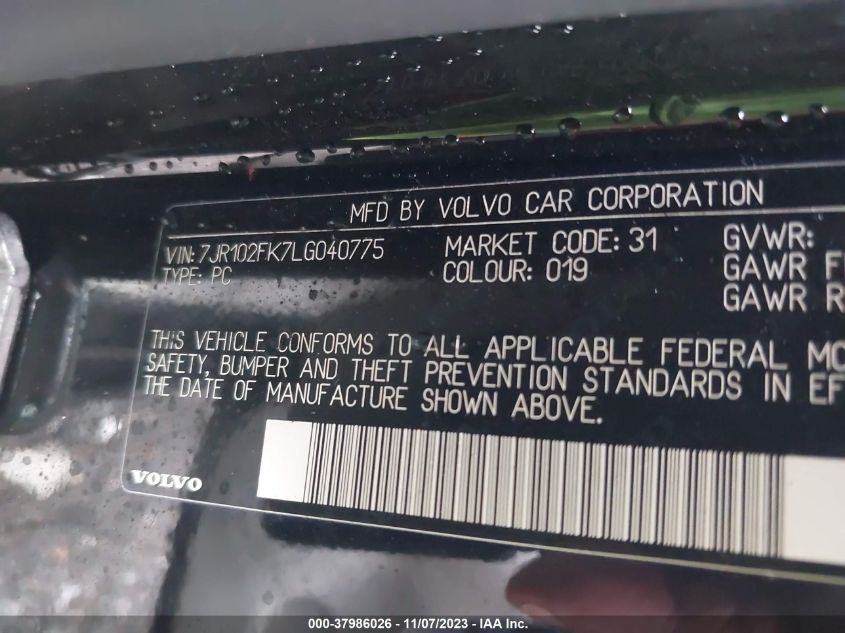 MFD BY VOLVO CAR CORPORATION
VIN: 7JR102FK7LG040775 MARKET CODE: 31 GVWR:
TYPE: PC COLOUR: 019 GAWR F
GAWR R
THIS VEHICLE CONFORMS TO ALL APPLICABLE FEDERAL MO
SAFETY, BUMPER AND THEFT PREVENTION STANDARDS IN EF
THE DATE OF MANUFACTURE SHOWN ABOVE.
VOLVO
000-37986026 - 11/07/2023 - IAA Inc.